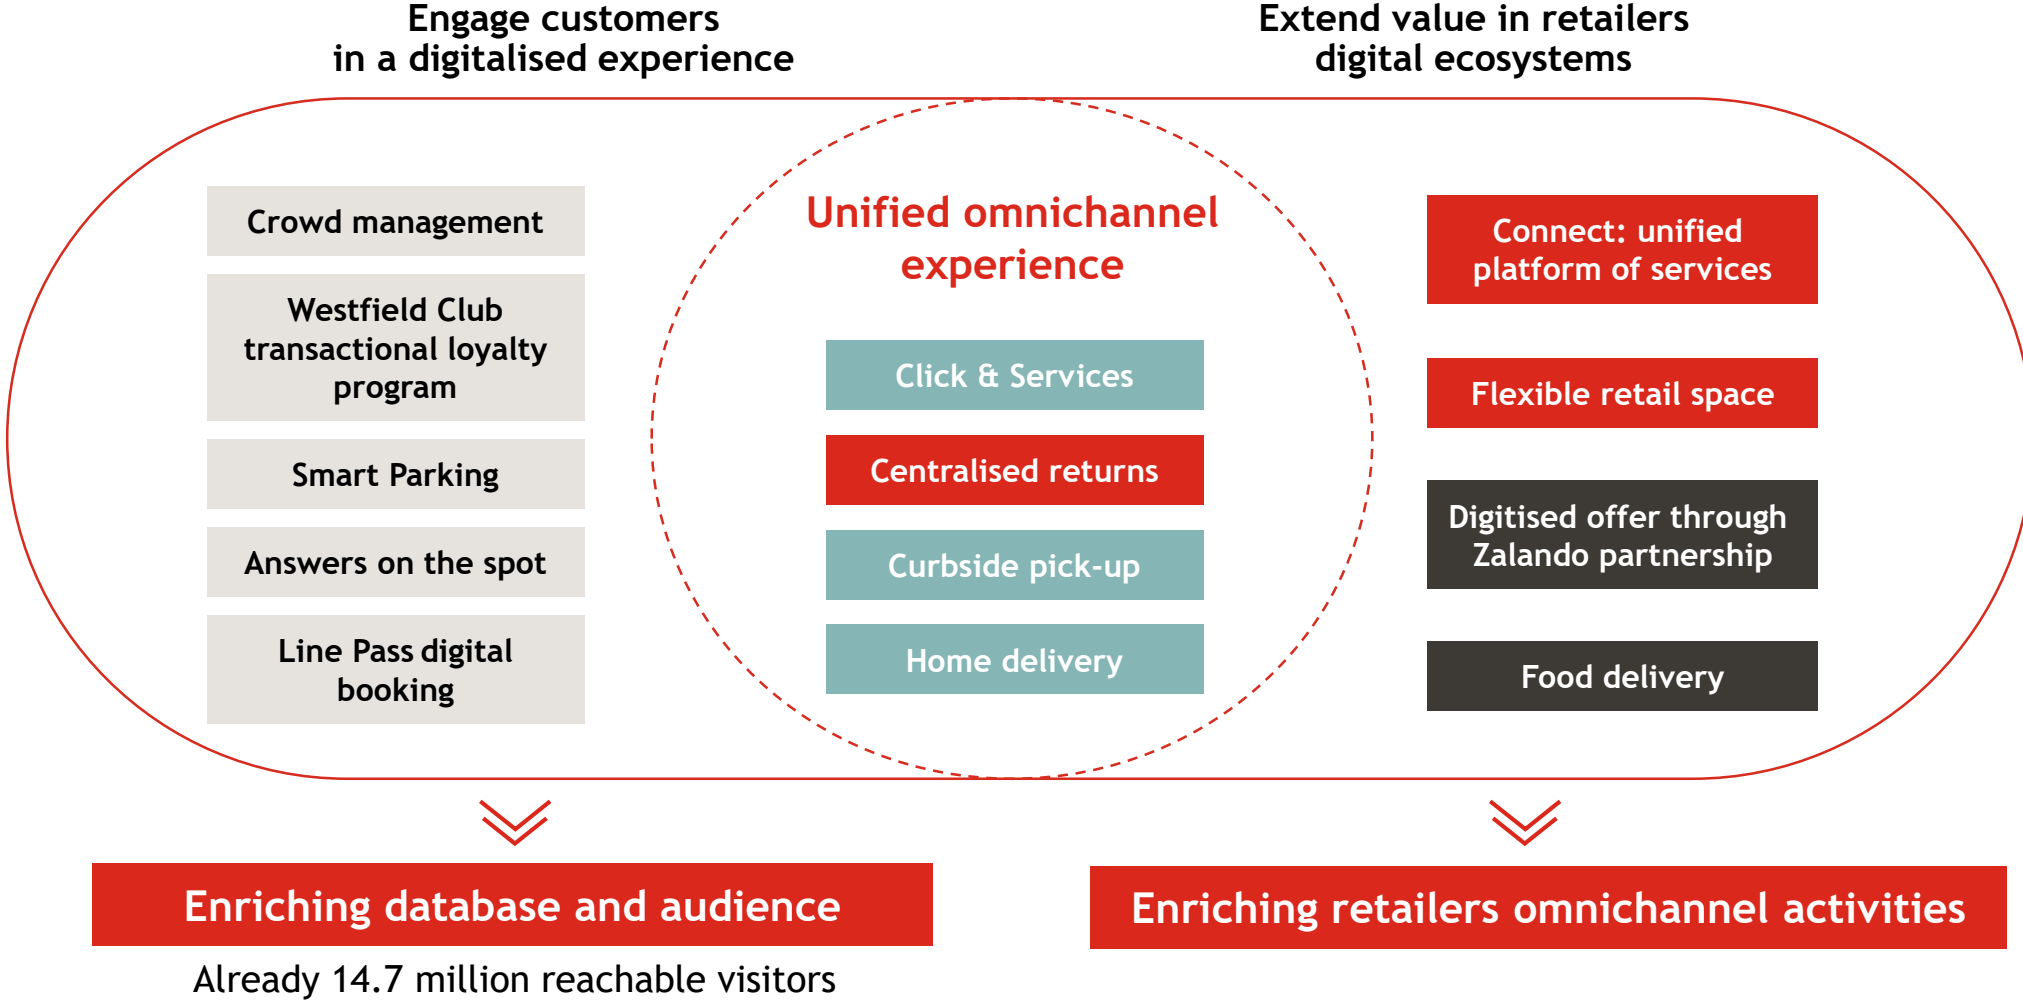 Engage customers
in a digitalised experience
Extend value in retailers
digital ecosystems
Crowd management
Westfield Club
transactional loyalty
program
Smart Parking
Answers on the spot
Line Pass digital
booking
Unified omnichannel
experience
Click & Services
Centralised returns
Curbside pick-up
Home delivery
Connect: unified
platform of services
Flexible retail space
Digitised offer through
Zalando partnership
Food delivery
Enriching database and audience
Already 14.7 million reachable visitors
Enriching retailers omnichannel activities